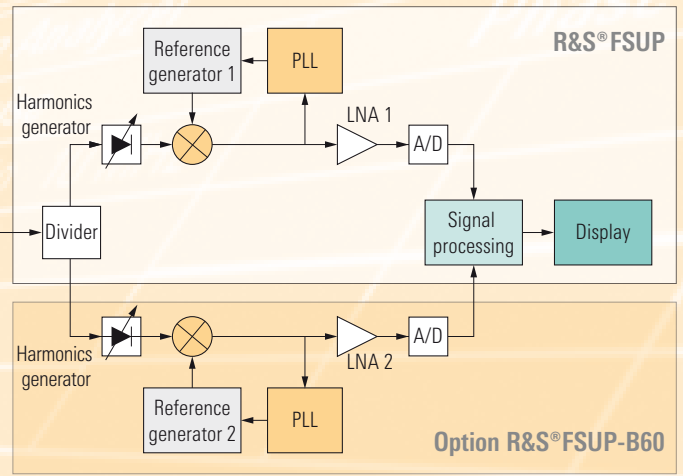 R&S®FSUP
Reference
generator 1
PLL
Harmonics
generator
LNA 1
A/D
Divider
Signal
processing
Display
Harmonics
generator
LNA 2
A/D
Reference
generator 2
PLL
Option R&S®FSUP-B60